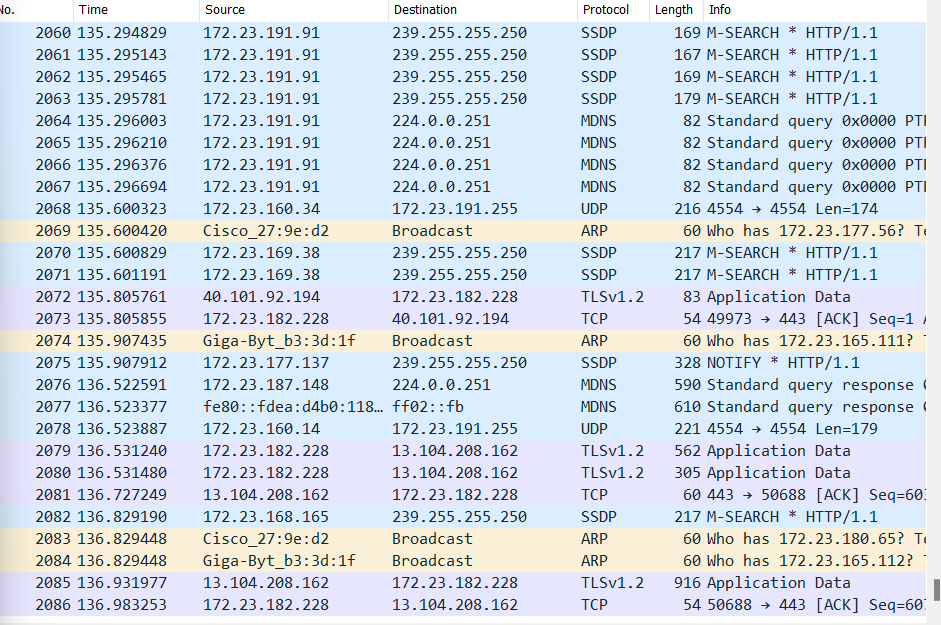 No. Time Source Destination Protocol Length Info
2060 135.294829 172.23.191.91 239.255.255.250 SSDP 169 M-SEARCH * HTTP/1.1
2061 135.295143 172.23.191.91 239.255.255.250 SSDP 167 M-SEARCH * HTTP/1.1
2062 135.295465 172.23.191.91 239.255.255.250 SSDP 169 M-SEARCH * HTTP/1.1
2063 135.295781 172.23.191.91 239.255.255.250 SSDP 179 M-SEARCH * HTTP/1.1
2064 135.296003 172.23.191.91 224.0.0.251 MDNS 82 Standard query 0x0000 PTR
2065 135.296210 172.23.191.91 224.0.0.251 MDNS 82 Standard query 0x0000 PTR
2066 135.296376 172.23.191.91 224.0.0.251 MDNS 82 Standard query 0x0000 PTR
2067 135.296694 172.23.191.91 224.0.0.251 MDNS 82 Standard query 0x0000 PTR
2068 135.600323 172.23.160.34 172.23.191.255 UDP 216 4554 → 4554 Len=174
2069 135.600420 Cisco_27:9e:d2 Broadcast ARP 60 Who has 172.23.177.56? Te
2070 135.600829 172.23.169.38 239.255.255.250 SSDP 217 M-SEARCH * HTTP/1.1
2071 135.601191 172.23.169.38 239.255.255.250 SSDP 217 M-SEARCH * HTTP/1.1
2072 135.805761 40.101.92.194 172.23.182.228 TLSv1.2 83 Application Data
2073 135.805855 172.23.182.228 40.101.92.194 TCP 54 49973 → 443 [ACK] Seq=1 A
2074 135.907435 Giga-Byt_b3:3d:1f Broadcast ARP 60 Who has 172.23.165.111?
2075 135.907912 172.23.177.137 239.255.255.250 SSDP 328 NOTIFY * HTTP/1.1
2076 136.522591 172.23.187.148 224.0.0.251 MDNS 590 Standard query response
2077 136.523377 fe80::fdea:d4b0:118… ff02::fb MDNS 610 Standard query response
2078 136.523887 172.23.160.14 172.23.191.255 UDP 221 4554 → 4554 Len=179
2079 136.531240 172.23.182.228 13.104.208.162 TLSv1.2 562 Application Data
2080 136.531480 172.23.182.228 13.104.208.162 TLSv1.2 305 Application Data
2081 136.727249 13.104.208.162 172.23.182.228 TCP 60 443 → 50688 [ACK] Seq=603
2082 136.829190 172.23.168.165 239.255.255.250 SSDP 217 M-SEARCH * HTTP/1.1
2083 136.829448 Cisco_27:9e:d2 Broadcast ARP 60 Who has 172.23.180.65? Te
2084 136.829448 Giga-Byt_b3:3d:1f Broadcast ARP 60 Who has 172.23.165.112?
2085 136.931977 13.104.208.162 172.23.182.228 TLSv1.2 916 Application Data
2086 136.983253 172.23.182.228 13.104.208.162 TCP 54 50688 → 443 [ACK] Seq=603